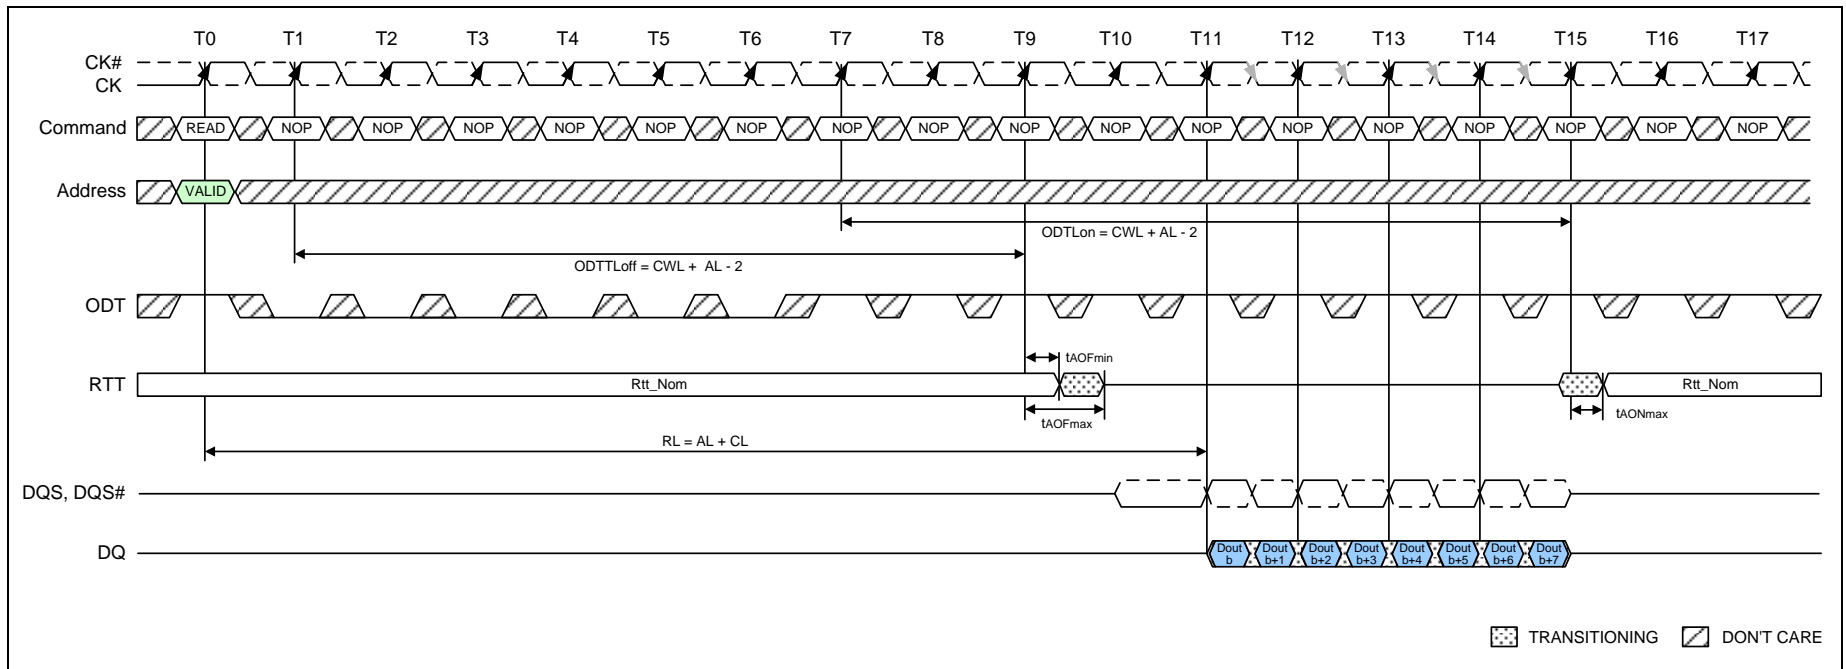 T0 T1 T2 T3 T4 T5 T6 T7 T8 T9 T10 T11 T12 T13 T14 T15 T16 T17
CK#
CK
Command READ NOP NOP NOP NOP NOP NOP NOP NOP NOP NOP NOP NOP NOP NOP NOP NOP NOP
Address VALID
ODTLon = CWL + AL - 2
ODTTLoff = CWL + AL - 2
ODT
tAOFmin
RTT Rtt_Nom Rtt_Nom
tAOFmax tAONmax
RL = AL + CL
DQS, DQS#
DQ Dout b Dout b+1 Dout b+2 Dout b+3 Dout b+4 Dout b+5 Dout b+6 Dout b+7
TRANSITIONING DON'T CARE